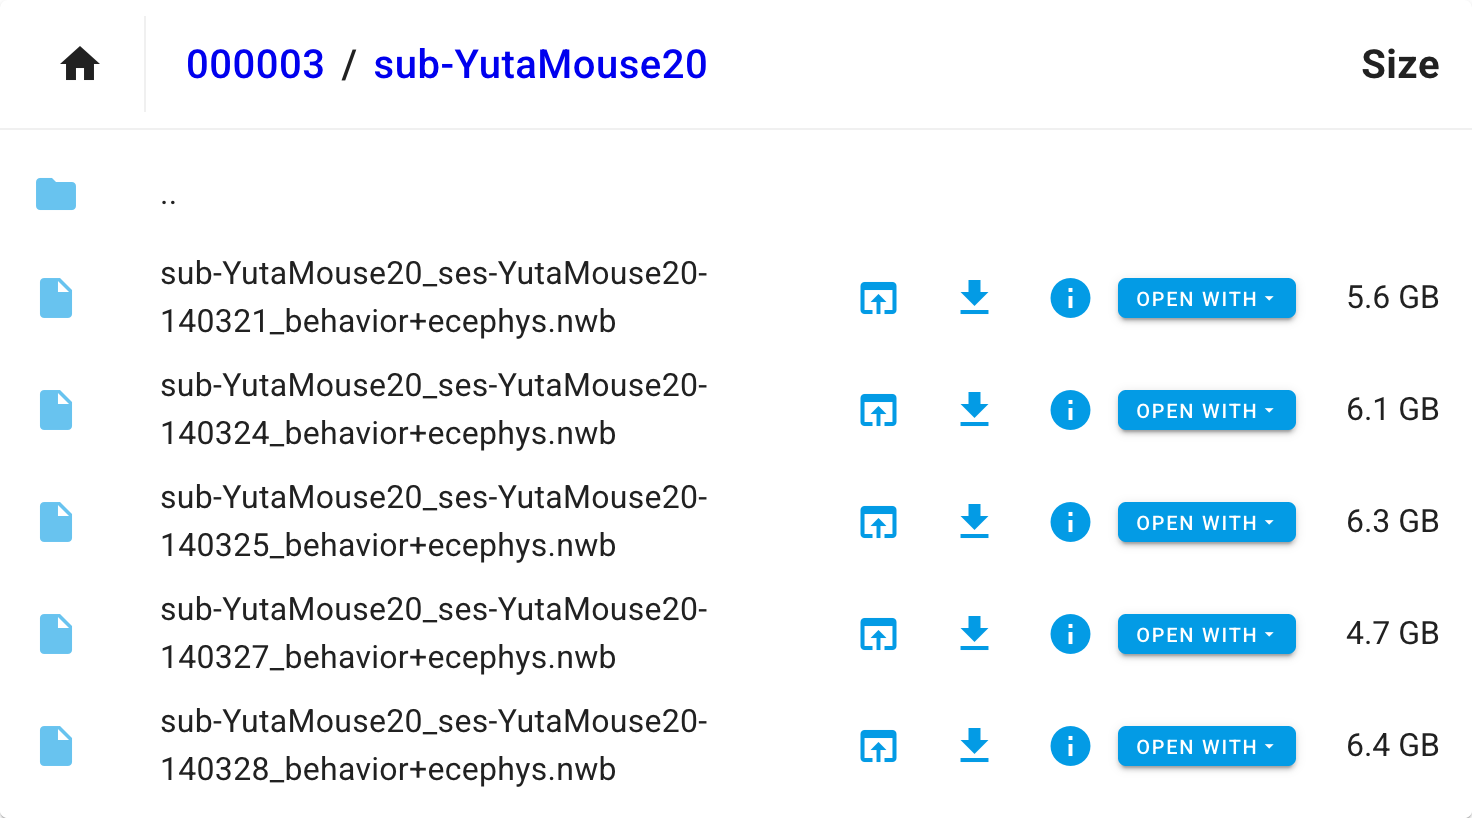 000003 / sub-YutaMouse20
Size
..
sub-YutaMouse20_ses-YutaMouse20-
140321_behavior+ecephys.nwb
OPEN WITH
5.6 GB
sub-YutaMouse20_ses-YutaMouse20-
140324_behavior+ecephys.nwb
OPEN WITH
6.1 GB
sub-YutaMouse20_ses-YutaMouse20-
140325_behavior+ecephys.nwb
OPEN WITH
6.3 GB
sub-YutaMouse20_ses-YutaMouse20-
140327_behavior+ecephys.nwb
OPEN WITH
4.7 GB
sub-YutaMouse20_ses-YutaMouse20-
140328_behavior+ecephys.nwb
OPEN WITH
6.4 GB